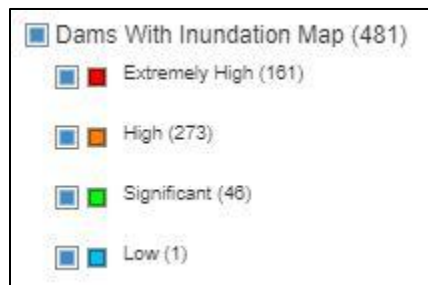 Dams With Inundation Map (481)
Extremely High (161)
High (273)
Significant (46)
Low (1)